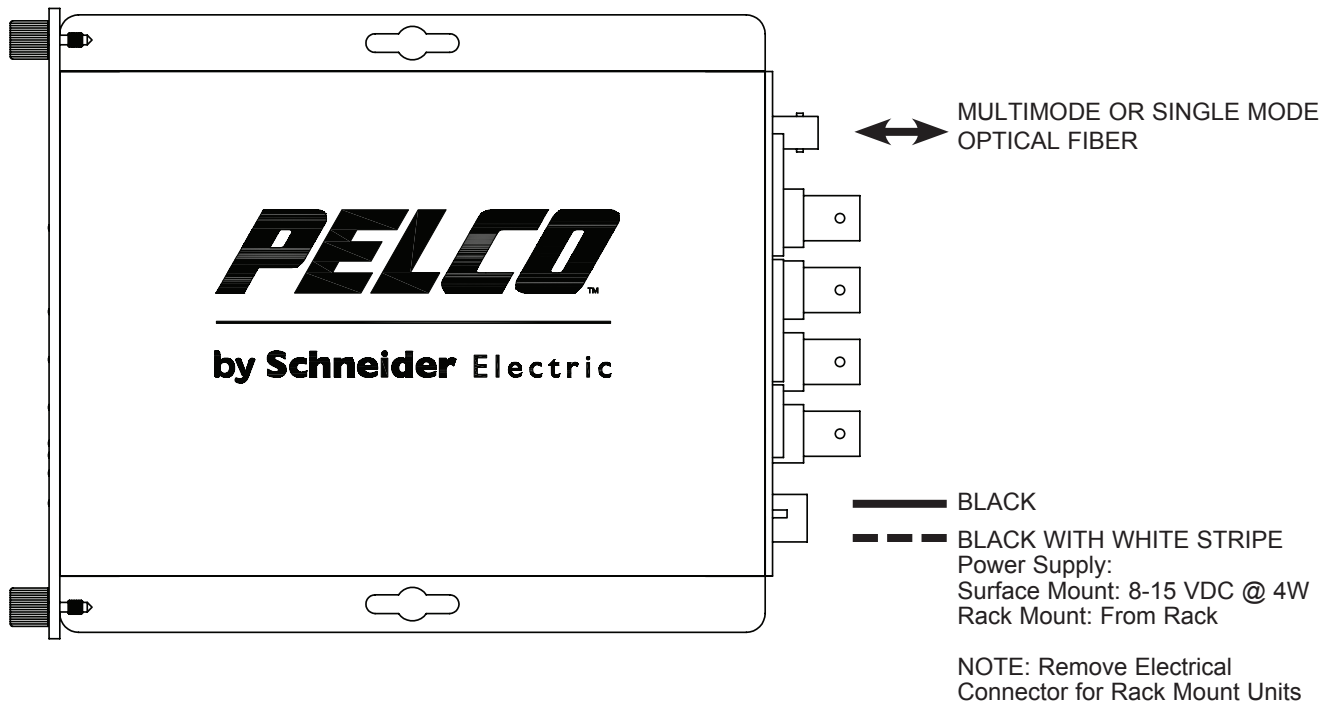 MULTIMODE OR SINGLE MODE
OPTICAL FIBER
PELCO™
by Schneider Electric
BLACK
BLACK WITH WHITE STRIPE
Power Supply:
Surface Mount: 8-15 VDC @ 4W
Rack Mount: From Rack
NOTE: Remove Electrical
Connector for Rack Mount Units